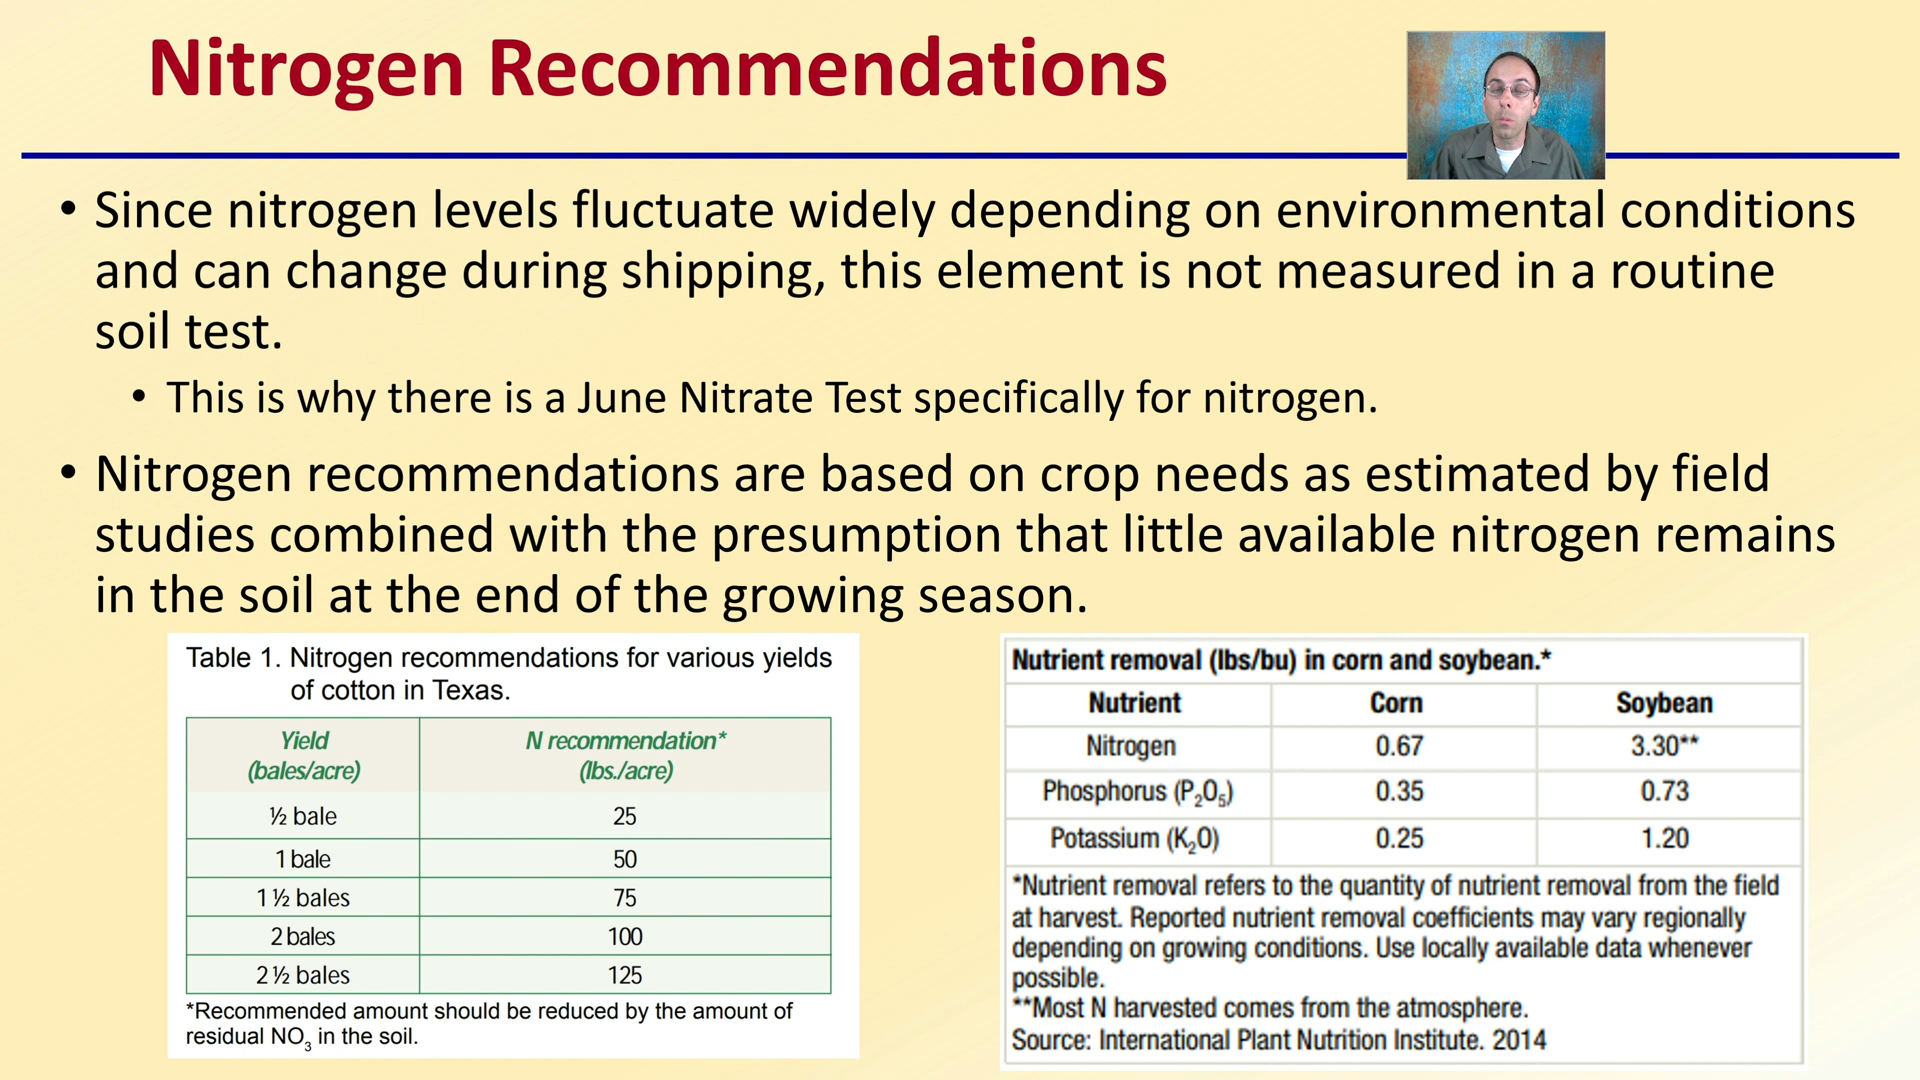 Nitrogen Recommendations
• Since nitrogen levels fluctuate widely depending on environmental conditions
and can change during shipping, this element is not measured in a routine
soil test.
• This is why there is a June Nitrate Test specifically for nitrogen.
• Nitrogen recommendations are based on crop needs as estimated by field
studies combined with the presumption that little available nitrogen remains
in the soil at the end of the growing season.
Table 1. Nitrogen recommendations for various yields
of cotton in Texas.
Yield N recommendation*
(bales/acre) (lbs./acre)
½ bale 25
1 bale 50
1 ½ bales 75
2 bales 100
2 ½ bales 125
*Recommended amount should be reduced by the amount of
residual NO₃ in the soil.
Nutrient removal (lbs/bu) in corn and soybean.*
Nutrient Corn Soybean
Nitrogen 0.67 3.30**
Phosphorus (P₂O₅) 0.35 0.73
Potassium (K₂O) 0.25 1.20
*Nutrient removal refers to the quantity of nutrient removal from the field
at harvest. Reported nutrient removal coefficients may vary regionally
depending on growing conditions. Use locally available data whenever
possible.
**Most N harvested comes from the atmosphere.
Source: International Plant Nutrition Institute. 2014